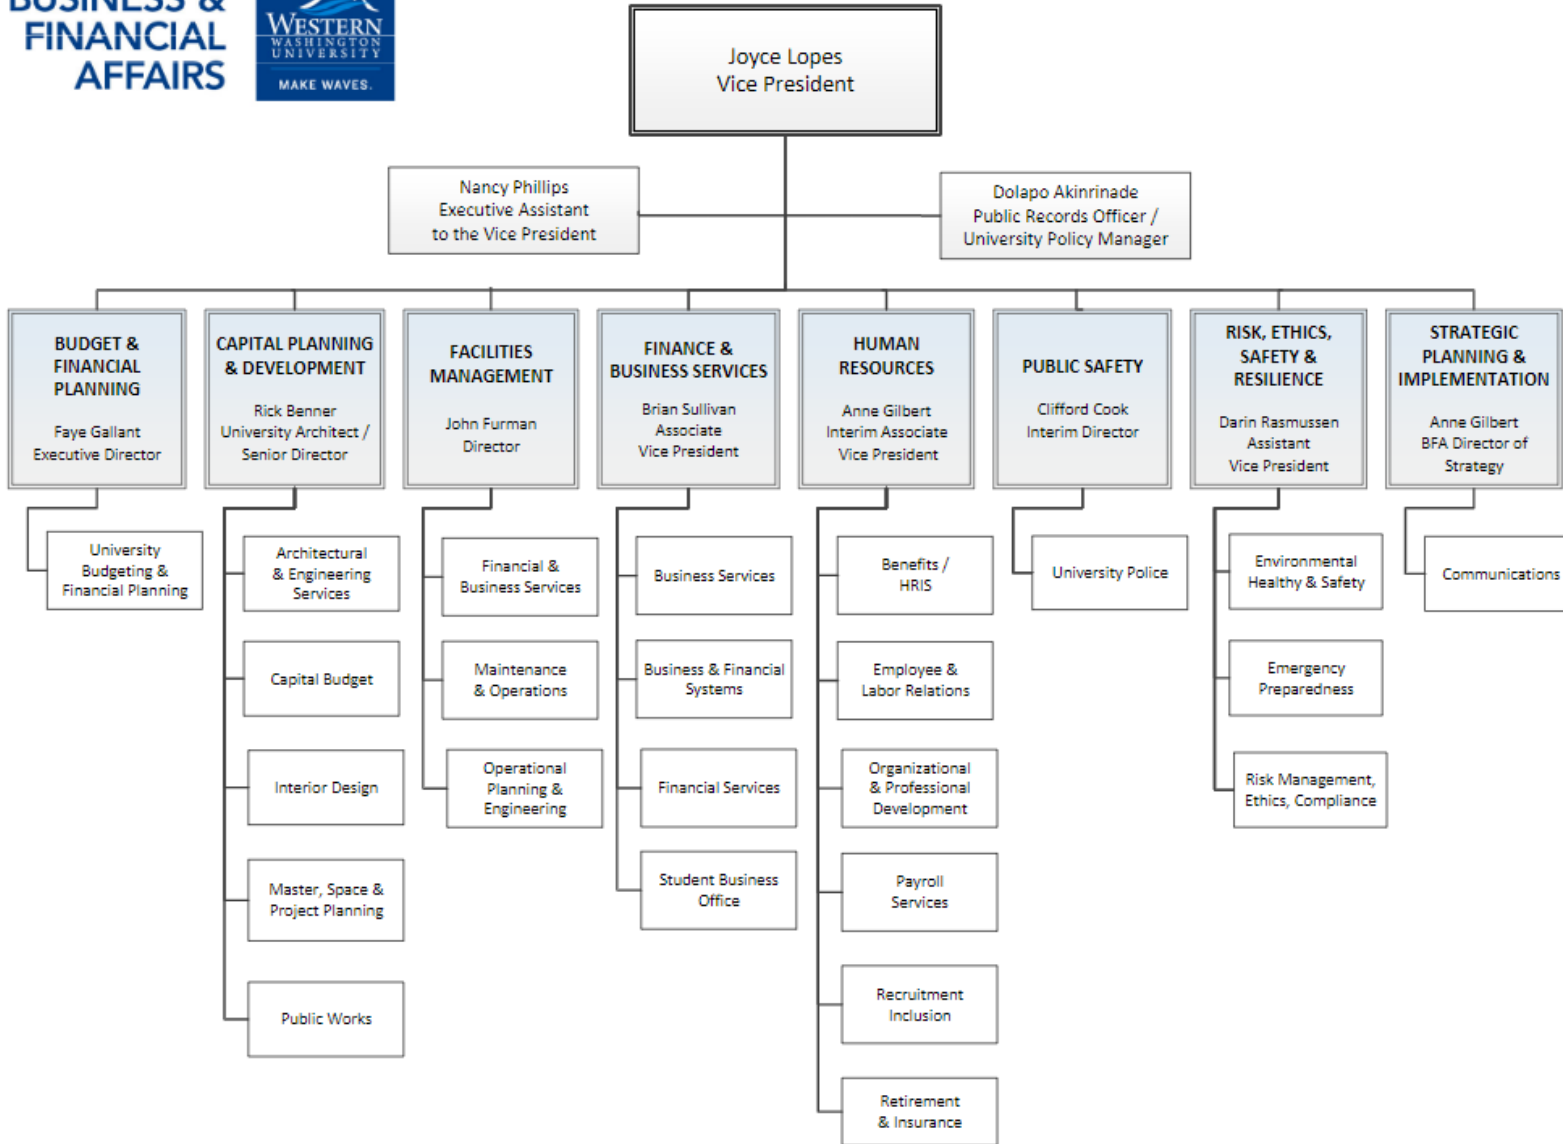 BUSINESS &
FINANCIAL
AFFAIRS
WESTERN
WASHINGTON
UNIVERSITY
MAKE WAVES.
Joyce Lopes
Vice President
Nancy Phillips
Executive Assistant
to the Vice President
Dolapo Akinrinade
Public Records Officer /
University Policy Manager
BUDGET &
FINANCIAL
PLANNING
Faye Gallant
Executive Director
CAPITAL PLANNING
& DEVELOPMENT
Rick Benner
University Architect /
Senior Director
FACILITIES
MANAGEMENT
John Furman
Director
FINANCE &
BUSINESS SERVICES
Brian Sullivan
Associate
Vice President
HUMAN
RESOURCES
Anne Gilbert
Interim Associate
Vice President
PUBLIC SAFETY
Clifford Cook
Interim Director
RISK, ETHICS,
SAFETY &
RESILIENCE
Darin Rasmussen
Assistant
Vice President
STRATEGIC
PLANNING &
IMPLEMENTATION
Anne Gilbert
BFA Director of
Strategy
University
Budgeting &
Financial Planning
Architectural
& Engineering
Services
Capital Budget
Interior Design
Master, Space &
Project Planning
Public Works
Financial &
Business Services
Maintenance
& Operations
Operational
Planning &
Engineering
Business Services
Business & Financial
Systems
Financial Services
Student Business
Office
Benefits /
HRIS
Employee &
Labor Relations
Organizational
& Professional
Development
Payroll
Services
Recruitment
Inclusion
Retirement
& Insurance
University Police
Environmental
Healthy & Safety
Emergency
Preparedness
Risk Management,
Ethics, Compliance
Communications